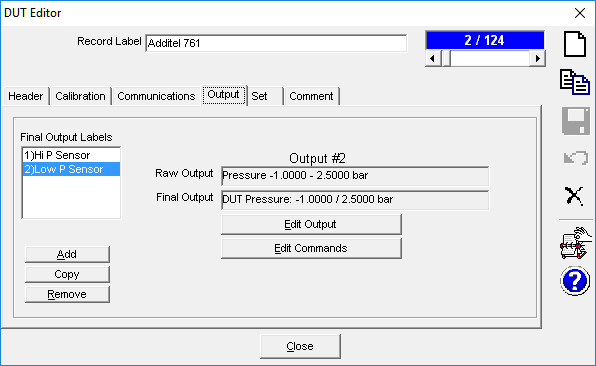 DUT Editor
Record Label
Additel 761
2 / 124
Header
Calibration
Communications
Output
Set
Comment
Final Output Labels
1)Hi P Sensor
2)Low P Sensor
Output #2
Raw Output
Pressure -1.0000 - 2.5000 bar
Final Output
DUT Pressure: -1.0000 / 2.5000 bar
Edit Output
Edit Commands
Add
Copy
Remove
?
Close